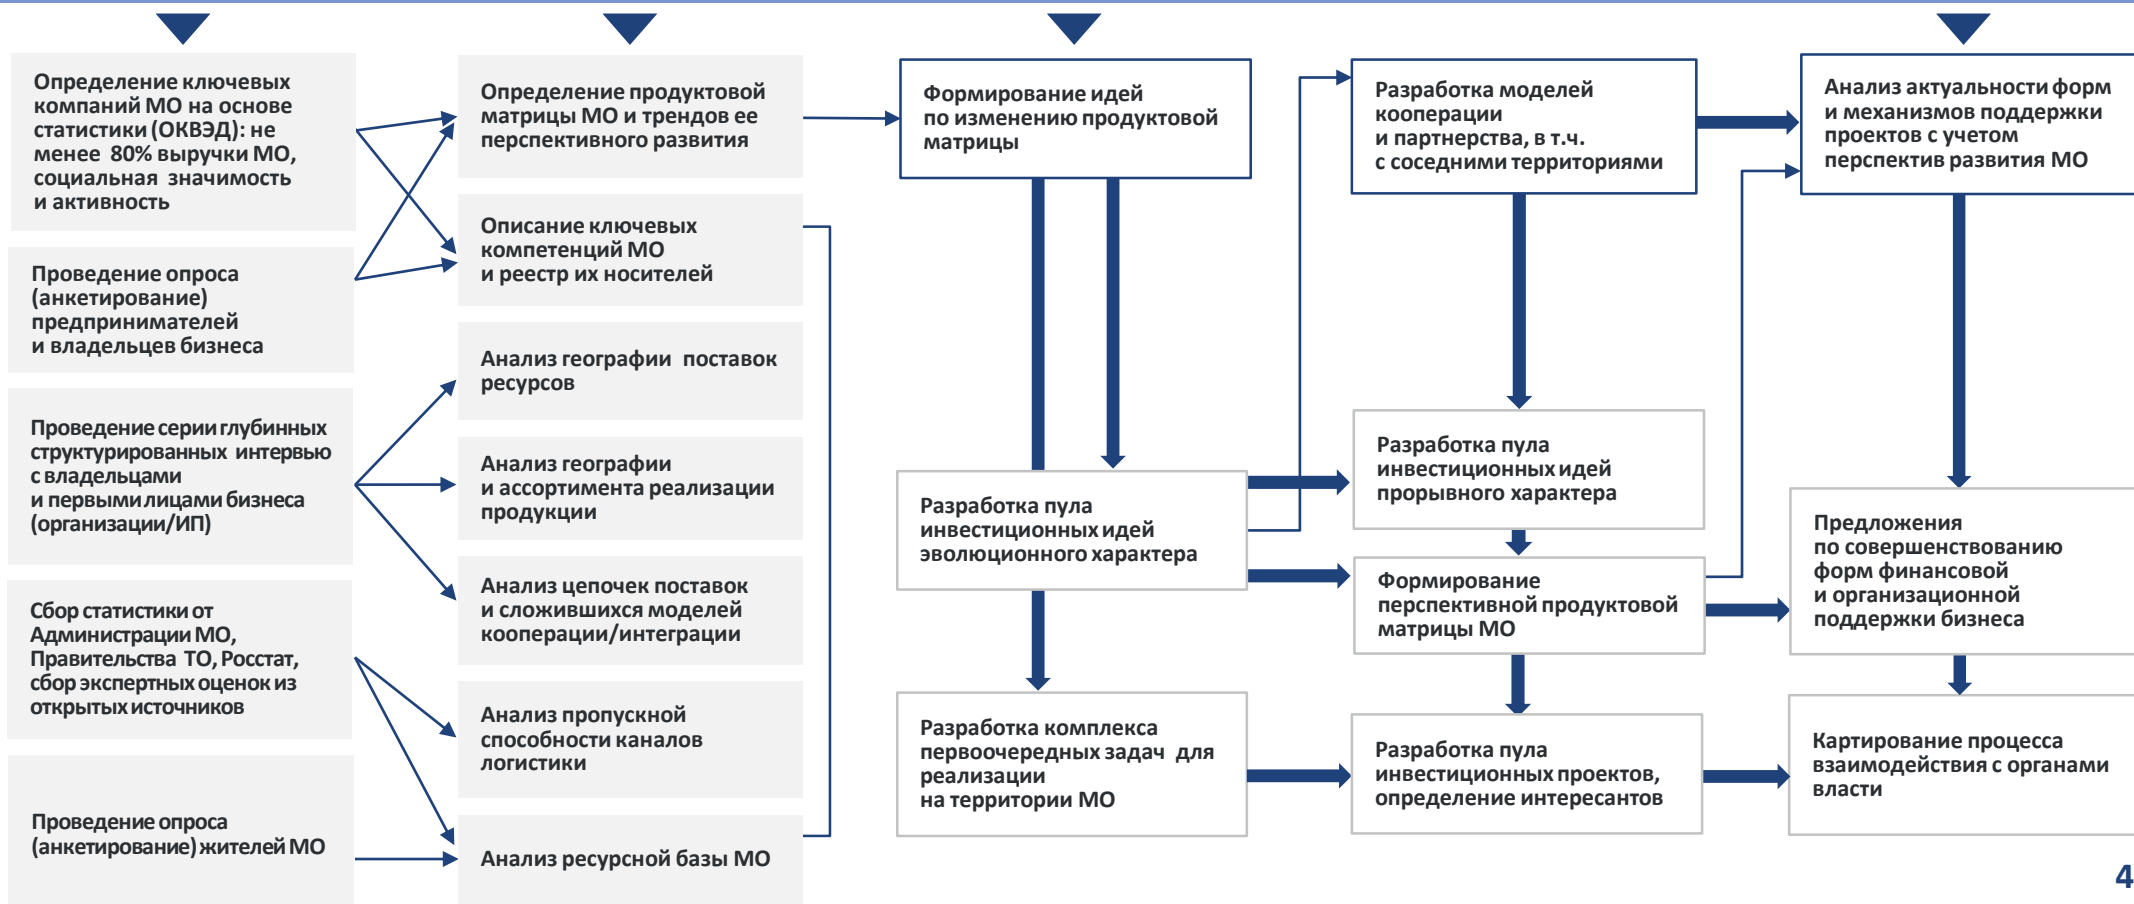 Определение ключевых
компаний МО на основе
статистики (ОКВЭД): не
менее 80% выручки МО,
социальная значимость
и активность
Проведение опроса
(анкетирование)
предпринимателей
и владельцев бизнеса
Проведение серии глубинных
структурированных интервью
с владельцами
и первыми лицами бизнеса
(организации/ИП)
Сбор статистики от
Администрации МО,
Правительства ТО, Росстат,
сбор экспертных оценок из
открытых источников
Проведение опроса
(анкетирование) жителей МО
Определение продуктовой
матрицы МО и трендов ее
перспективного развития
Описание ключевых
компетенций МО
и реестр их носителей
Анализ географии поставок
ресурсов
Анализ географии
и ассортимента реализации
продукции
Анализ цепочек поставок
и сложившихся моделей
кооперации/интеграции
Анализ пропускной
способности каналов
логистики
Анализ ресурсной базы МО
Формирование идей
по изменению продуктовой
матрицы
Разработка пула
инвестиционных идей
эволюционного характера
Разработка комплекса
первоочередных задач для
реализации
на территории МО
Разработка моделей
кооперации
и партнерства, в т.ч.
с соседними территориями
Разработка пула
инвестиционных идей
прорывного характера
Формирование
перспективной продуктовой
матрицы МО
Разработка пула
инвестиционных проектов,
определение интересантов
Анализ актуальности форм
и механизмов поддержки
проектов с учетом
перспектив развития МО
Предложения
по совершенствованию
форм финансовой
и организационной
поддержки бизнеса
Картирование процесса
взаимодействия с органами
власти
4